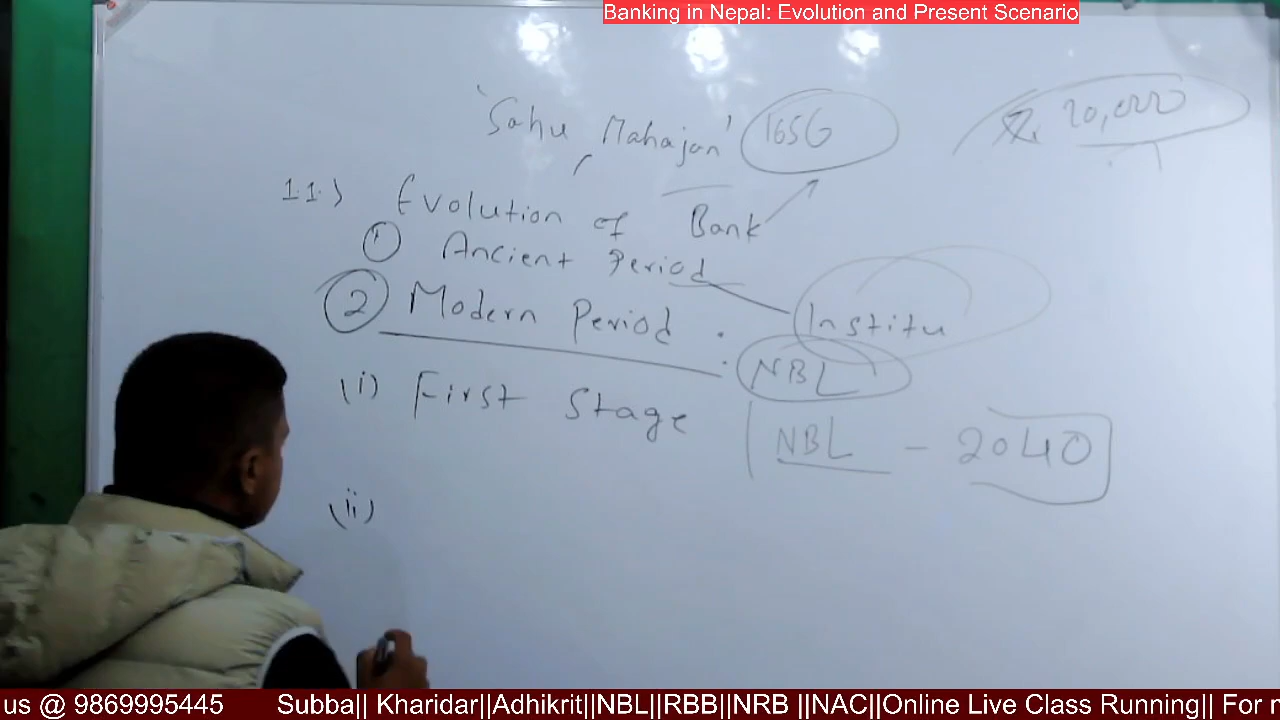 Banking in Nepal: Evolution and Present Scenario
'Sahu Mahajan' 1656
20,000
1.1.) Evolution of Bank
① Ancient Period
② Modern Period : Institu
NBL
(i) First Stage NBL - 2040
(ii)
us @ 9869995445 Subba|| Kharidar||Adhikrit||NBL||RBB||NRB ||NAC||Online Live Class Running|| For